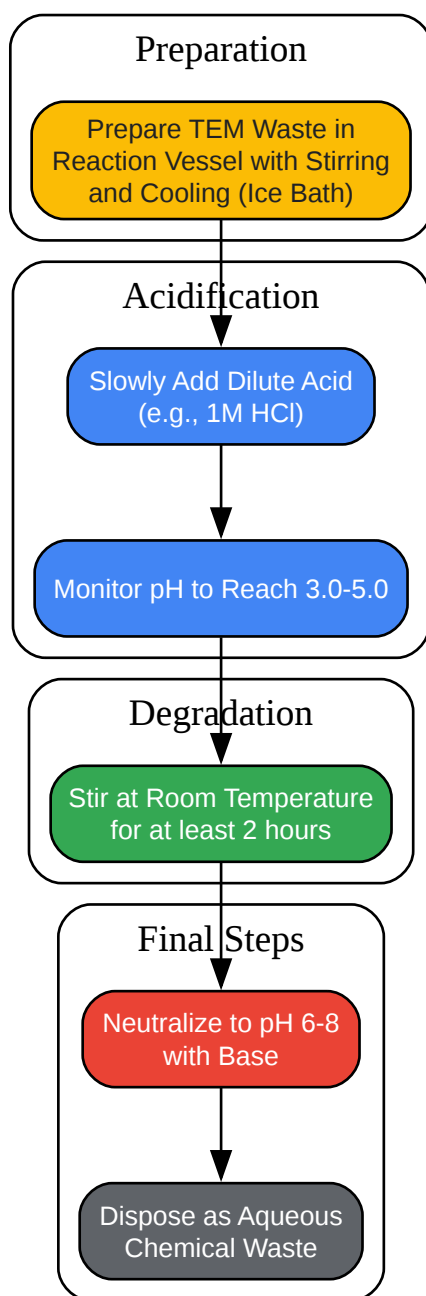 Preparation
Prepare TEM Waste in
Reaction Vessel with Stirring
and Cooling (Ice Bath)
Acidification
Slowly Add Dilute Acid
(e.g., 1M HCl)
Monitor pH to Reach 3.0-5.0
Degradation
Stir at Room Temperature
for at least 2 hours
Final Steps
Neutralize to pH 6-8
with Base
Dispose as Aqueous
Chemical Waste